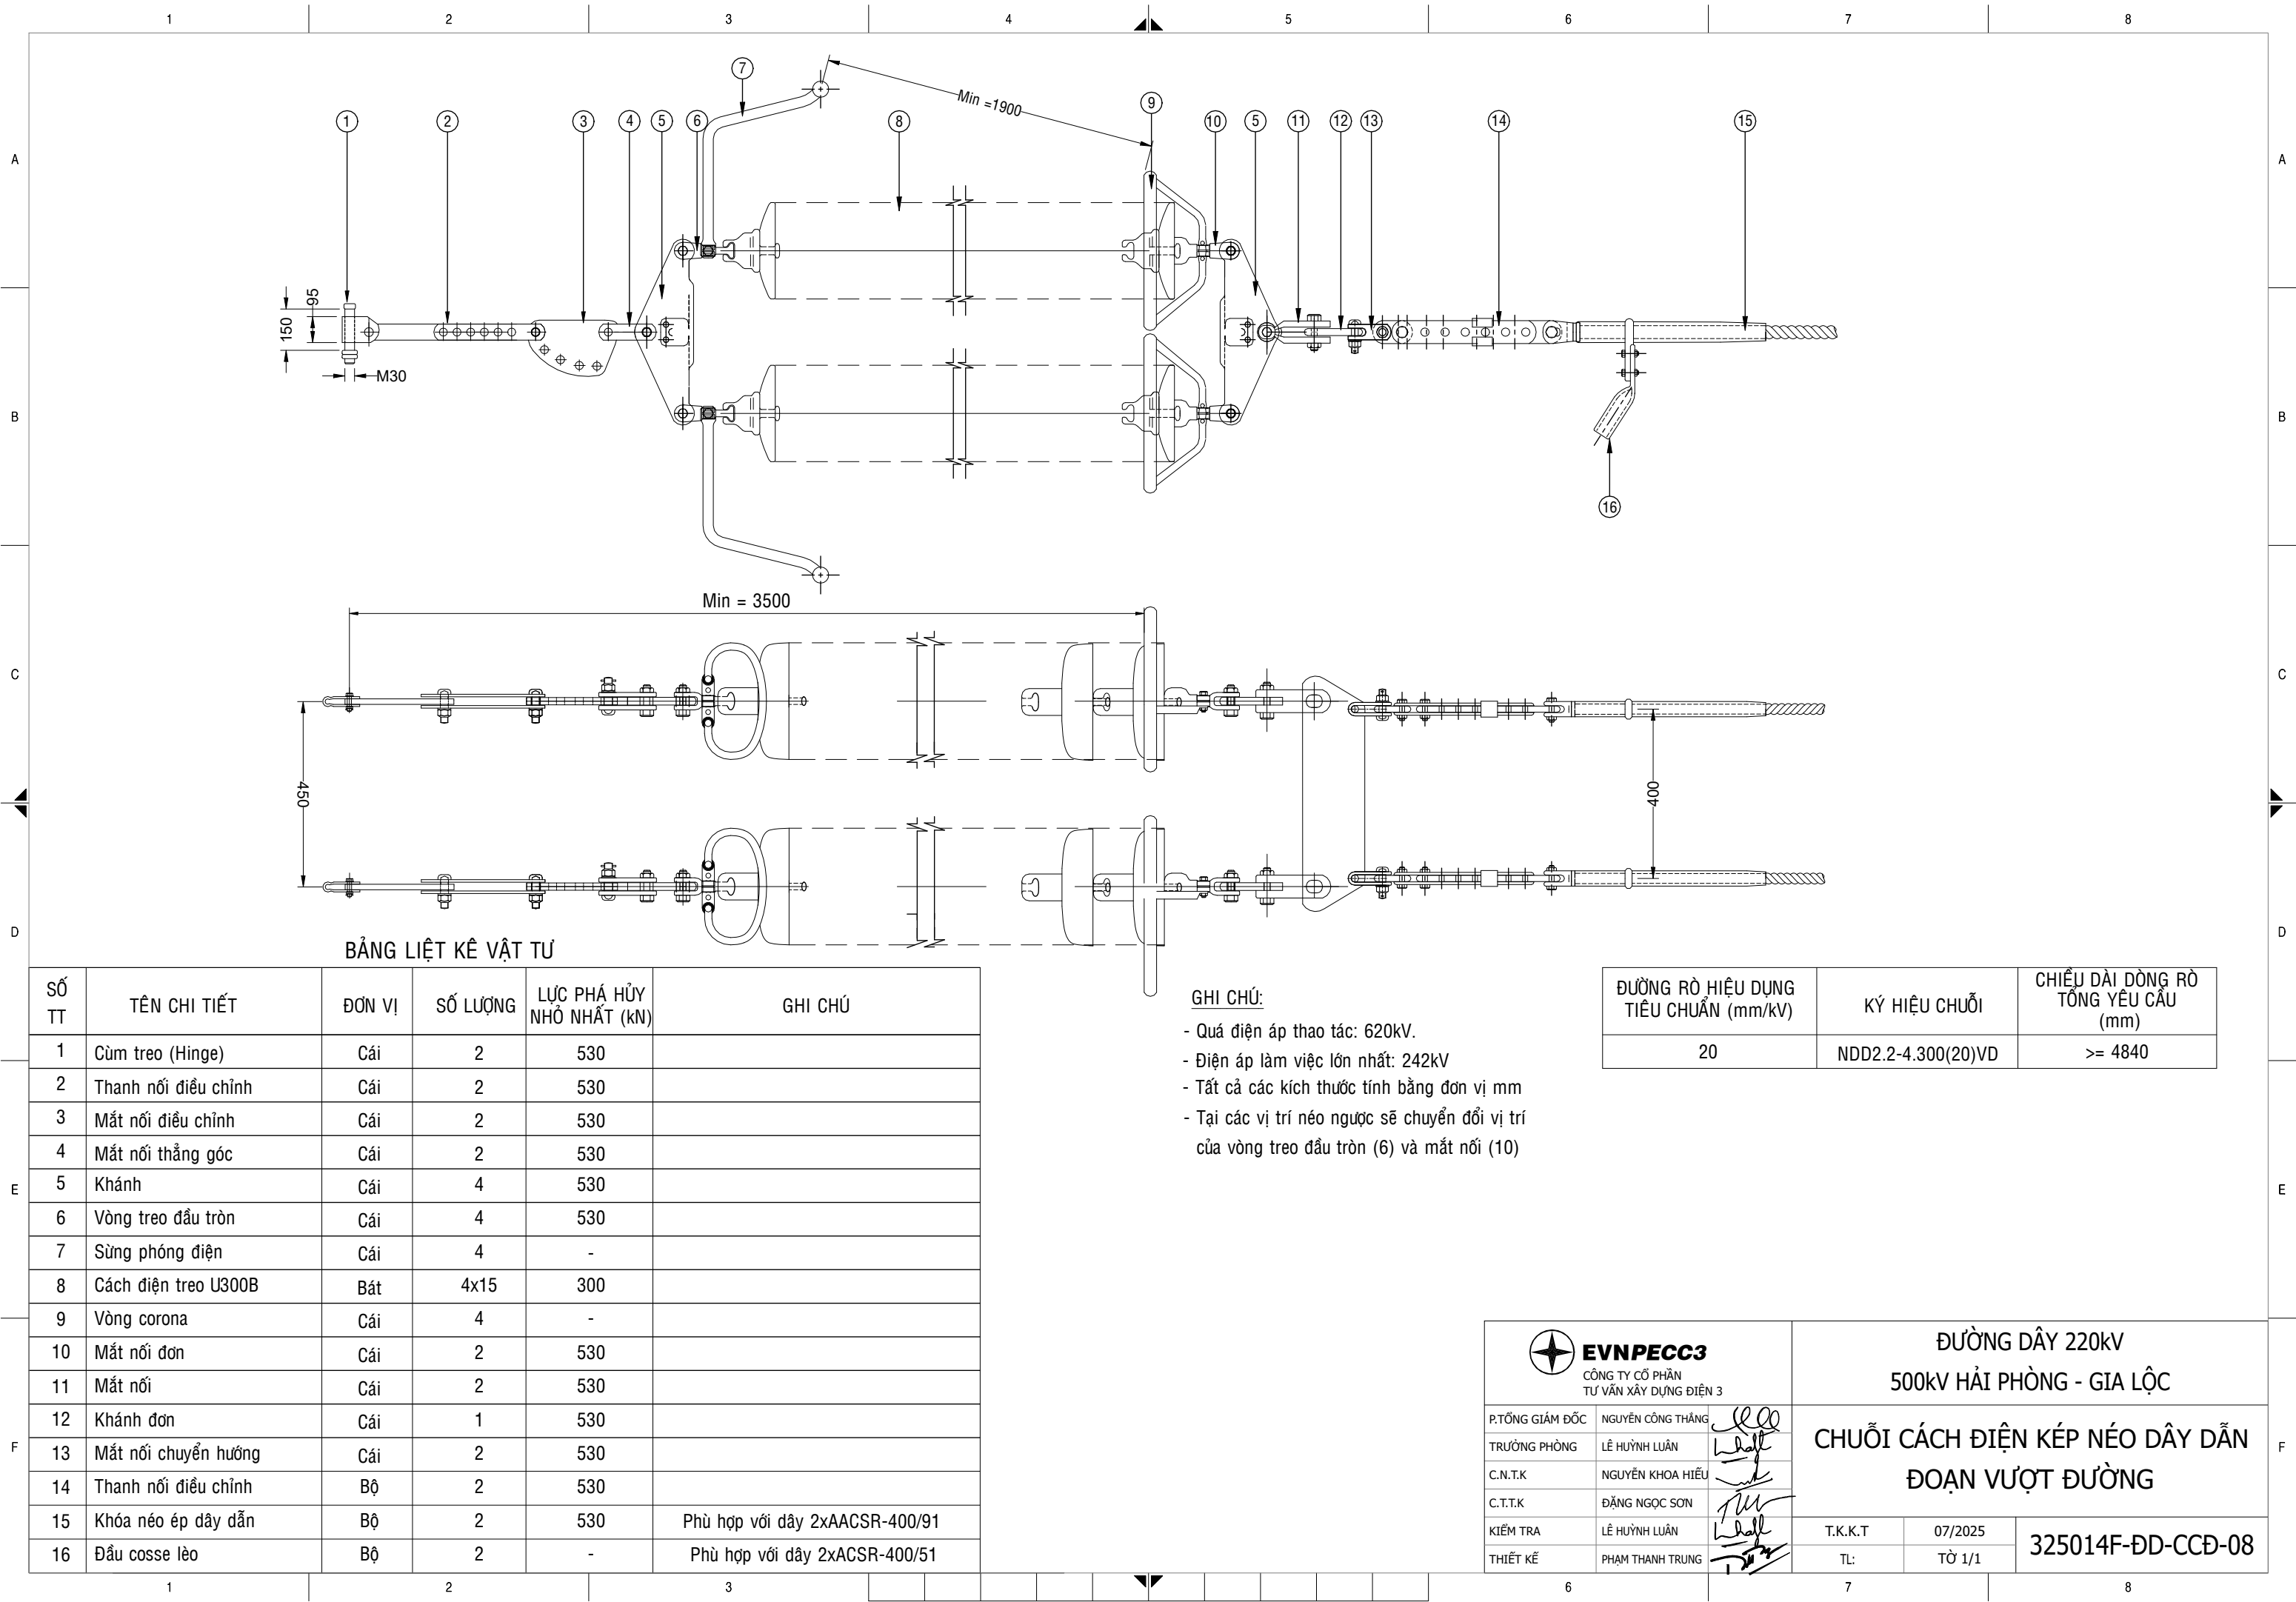 1 2 3 4 5 6 7 8
7
Min =1900
9
1 2 3 4 5 6 8 10 5 11 12 13 14 15
A A
95
150
M30
B B
16
Min = 3500
C C
450
400
D D
BẢNG LIỆT KÊ VẬT TƯ
SỐ TT TÊN CHI TIẾT ĐƠN VỊ SỐ LƯỢNG LỰC PHÁ HỦY NHỎ NHẤT (kN) GHI CHÚ
1 Cùm treo (Hinge) Cái 2 530
2 Thanh nối điều chỉnh Cái 2 530
3 Mắt nối điều chỉnh Cái 2 530
4 Mắt nối thẳng góc Cái 2 530
5 Khánh Cái 4 530
6 Vòng treo đầu tròn Cái 4 530
7 Sừng phóng điện Cái 4 -
8 Cách điện treo U300B Bát 4x15 300
9 Vòng corona Cái 4 -
10 Mắt nối đơn Cái 2 530
11 Mắt nối Cái 2 530
12 Khánh đơn Cái 1 530
13 Mắt nối chuyển hướng Cái 2 530
14 Thanh nối điều chỉnh Bộ 2 530
15 Khóa néo ép dây dẫn Bộ 2 530 Phù hợp với dây 2xAACSR-400/91
16 Đầu cosse lèo Bộ 2 - Phù hợp với dây 2xACSR-400/51
GHI CHÚ:
- Quá điện áp thao tác: 620kV.
- Điện áp làm việc lớn nhất: 242kV
- Tất cả các kích thước tính bằng đơn vị mm
- Tại các vị trí néo ngược sẽ chuyển đổi vị trí
của vòng treo đầu tròn (6) và mắt nối (10)
ĐƯỜNG RÒ HIỆU DỤNG TIÊU CHUẨN (mm/kV) KÝ HIỆU CHUỖI CHIỀU DÀI DÒNG RÒ TỔNG YÊU CẦU (mm)
20 NDD2.2-4.300(20)VD >= 4840
E E
F F
EVNPECC3
CÔNG TY CỔ PHẦN
TƯ VẤN XÂY DỰNG ĐIỆN 3
ĐƯỜNG DÂY 220kV
500kV HẢI PHÒNG - GIA LỘC
P.TỔNG GIÁM ĐỐC NGUYỄN CÔNG THẮNG
TRƯỞNG PHÒNG LÊ HUỲNH LUÂN
C.N.T.K NGUYỄN KHOA HIẾU
C.T.T.K ĐẶNG NGỌC SƠN
KIỂM TRA LÊ HUỲNH LUÂN
THIẾT KẾ PHẠM THANH TRUNG
CHUỖI CÁCH ĐIỆN KÉP NÉO DÂY DẪN
ĐOẠN VƯỢT ĐƯỜNG
T.K.K.T 07/2025
TL: TỜ 1/1
325014F-ĐD-CCĐ-08
1 2 3 6 7 8